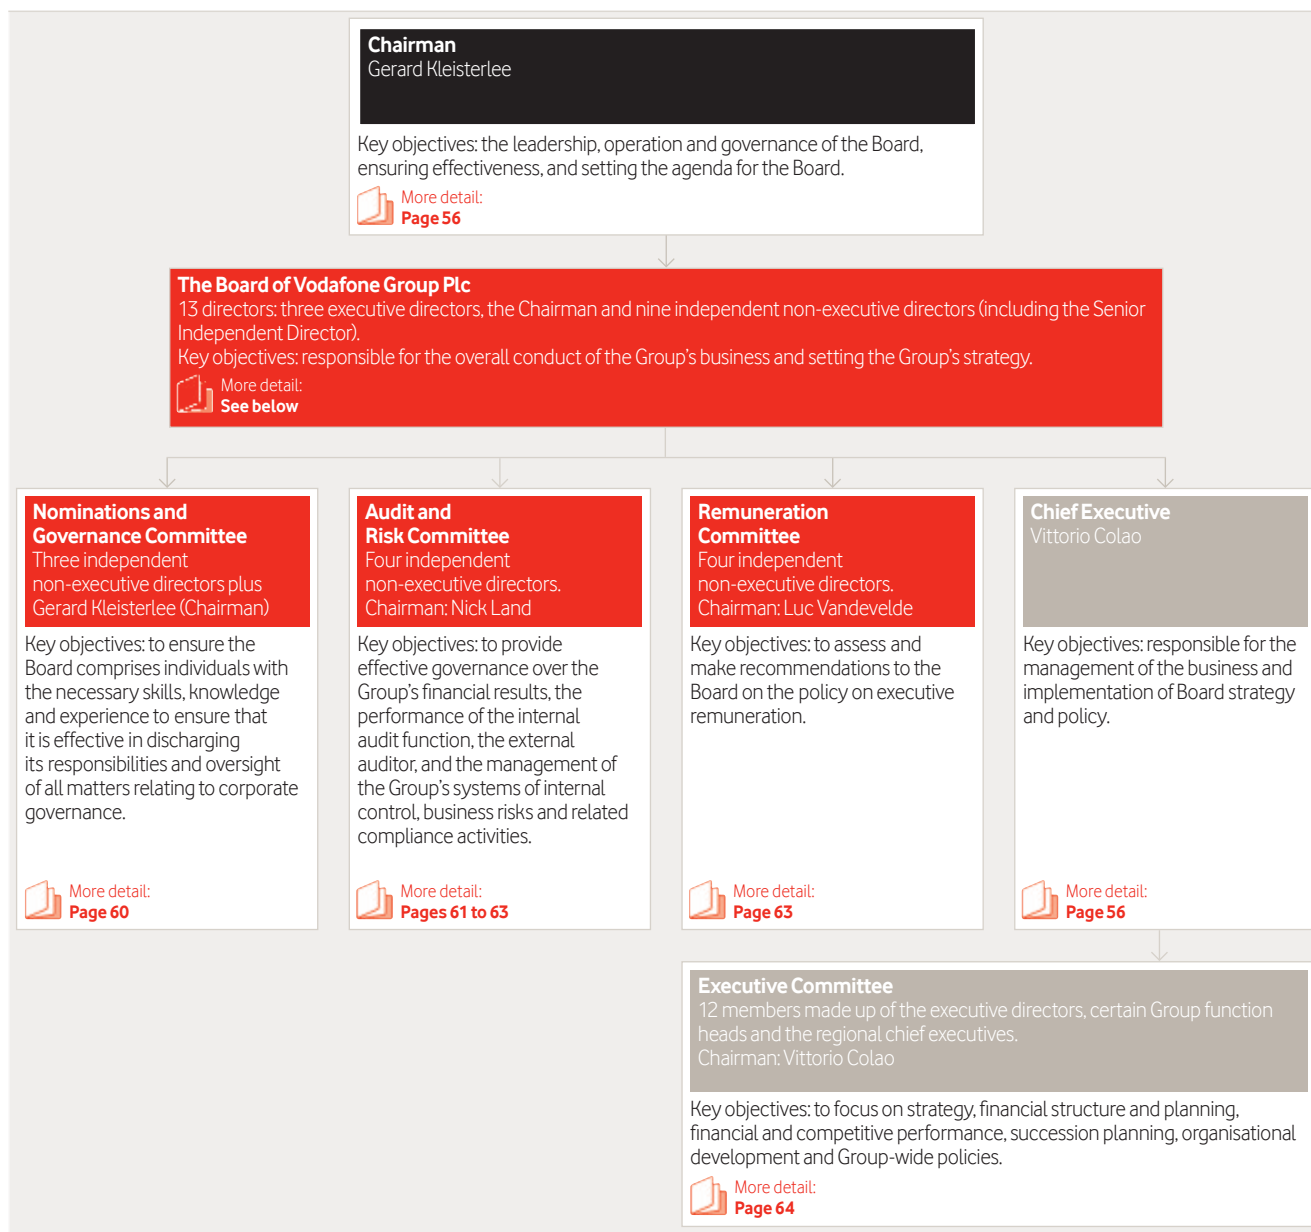 Chairman
Gerard Kleisterlee
Key objectives: the leadership, operation and governance of the Board,
ensuring effectiveness, and setting the agenda for the Board.
More detail:
Page 56
The Board of Vodafone Group Plc
13 directors: three executive directors, the Chairman and nine independent non-executive directors (including the Senior
Independent Director).
Key objectives: responsible for the overall conduct of the Group's business and setting the Group's strategy.
More detail:
See below
Nominations and
Governance Committee
Three independent
non-executive directors plus
Gerard Kleisterlee (Chairman)
Key objectives: to ensure the
Board comprises individuals with
the necessary skills, knowledge
and experience to ensure that
it is effective in discharging
its responsibilities and oversight
of all matters relating to corporate
governance.
More detail:
Page 60
Audit and
Risk Committee
Four independent
non-executive directors.
Chairman: Nick Land
Key objectives: to provide
effective governance over the
Group's financial results, the
performance of the internal
audit function, the external
auditor, and the management of
the Group's systems of internal
control, business risks and related
compliance activities.
More detail:
Pages 61 to 63
Remuneration
Committee
Four independent
non-executive directors.
Chairman: Luc Vandevelde
Key objectives: to assess and
make recommendations to the
Board on the policy on executive
remuneration.
More detail:
Page 63
Chief Executive
Vittorio Colao
Key objectives: responsible for the
management of the business and
implementation of Board strategy
and policy.
More detail:
Page 56
Executive Committee
12 members made up of the executive directors, certain Group function
heads and the regional chief executives.
Chairman: Vittorio Colao
Key objectives: to focus on strategy, financial structure and planning,
financial and competitive performance, succession planning, organisational
development and Group-wide policies.
More detail:
Page 64